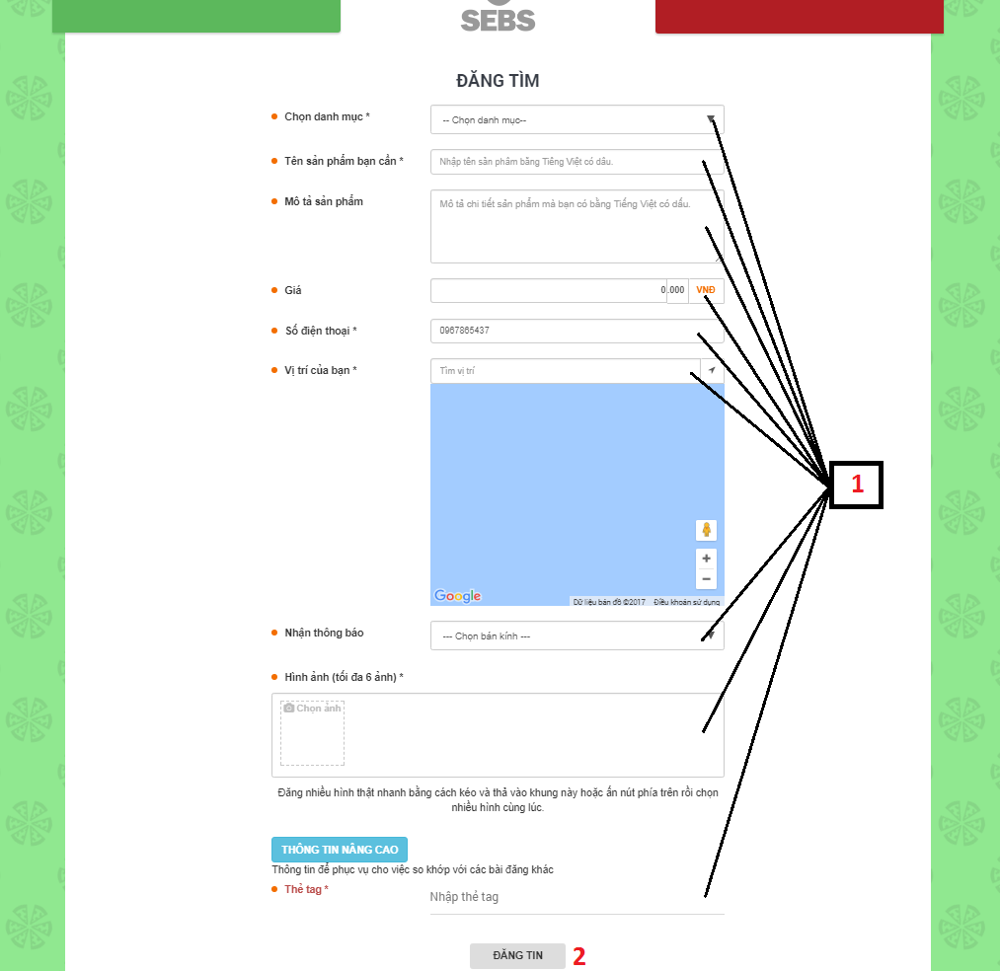 SEBS
ĐĂNG TÌM
Chọn danh mục *
-- Chọn danh mục--
Tên sản phẩm bạn cần *
Nhập tên sản phẩm bằng Tiếng Việt có dấu.
Mô tả sản phẩm
Mô tả chi tiết sản phẩm mà bạn có bằng Tiếng Việt có dấu.
Giá
0.000 VNĐ
Số điện thoại *
0967865437
Vị trí của bạn *
Tìm vị trí
1
Google
Dữ liệu bản đồ ©2017 Điều khoản sử dụng
Nhận thông báo
--- Chọn bán kính ---
Hình ảnh (tối đa 6 ảnh) *
Chọn ảnh
Đăng nhiều hình thật nhanh bằng cách kéo và thả vào khung này hoặc ấn nút phía trên rồi chọn
nhiều hình cùng lúc.
THÔNG TIN NÂNG CAO
Thông tin để phục vụ cho việc so khớp với các bài đăng khác
Thẻ tag *
Nhập thẻ tag
ĐĂNG TIN 2